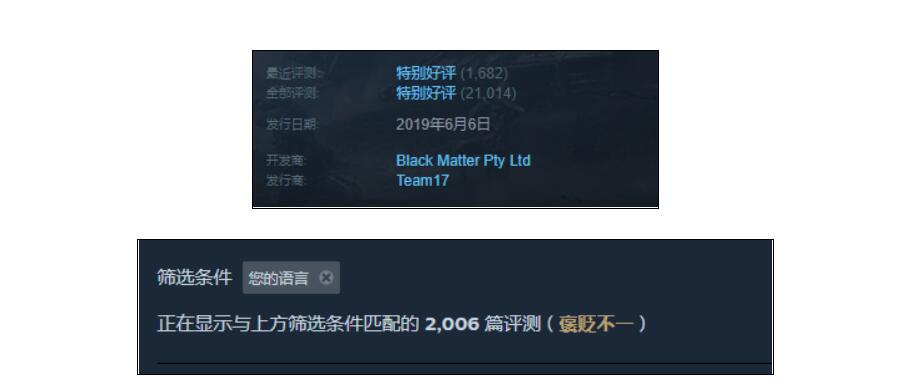 最近评测: 特别好评 (1,682)
全部评测: 特别好评 (21,014)
发行日期: 2019年6月6日
开发商: Black Matter Pty Ltd
发行商: Team17
筛选条件 您的语言
正在显示与上方筛选条件匹配的 2,006 篇评测 ( 褒贬不一 )